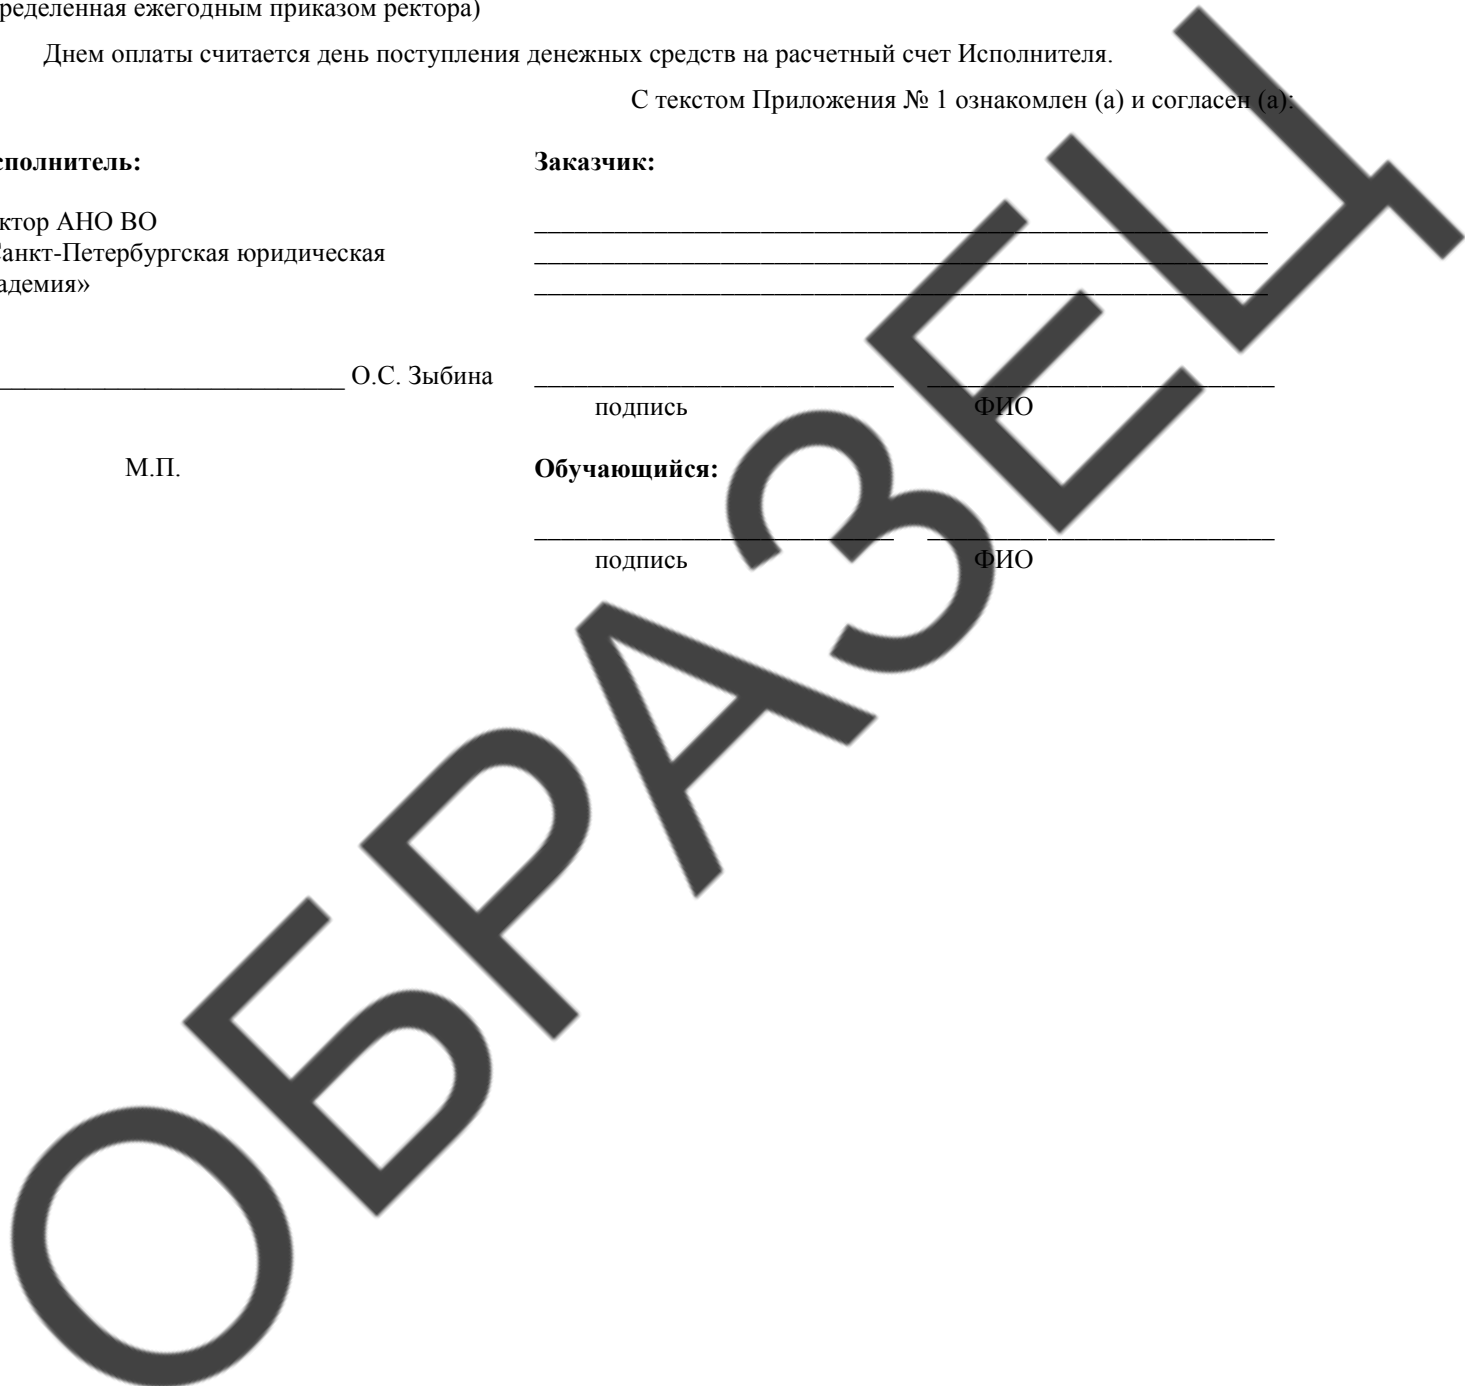 ределенная ежегодным приказом ректора)
Днем оплаты считается день поступления денежных средств на расчетный счет Исполнителя.
С текстом Приложения № 1 ознакомлен (а) и согласен (а):
сполнитель:
Заказчик:
ктор АНО ВО
Санкт-Петербургская юридическая
адемия»
О.С. Зыбина
подпись ФИО
М.П.
Обучающийся:
подпись ФИО
ОБРАЗЕЦ